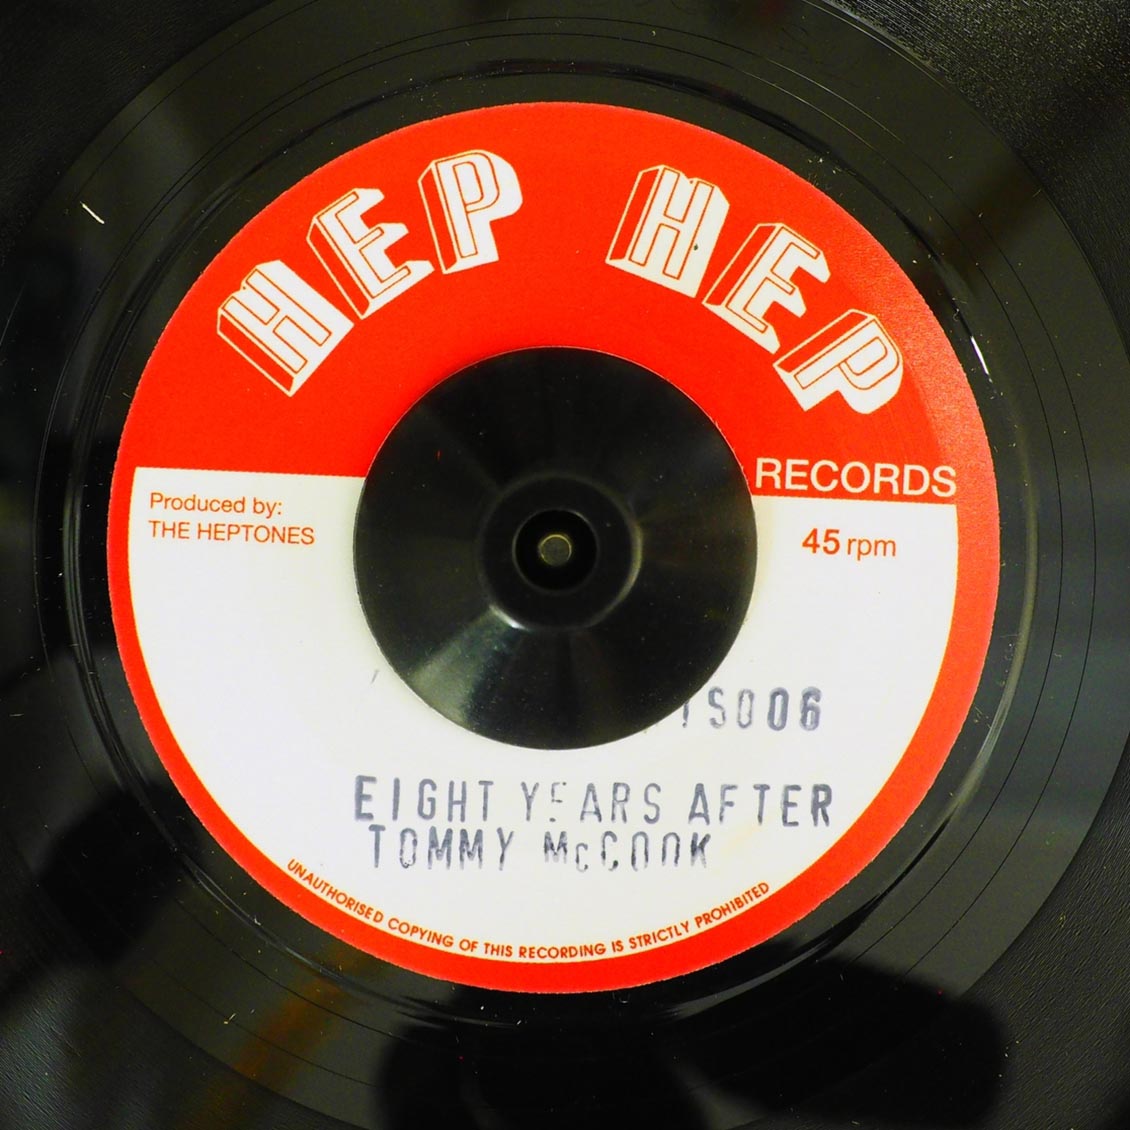 HEP HEP
RECORDS
Produced by:
THE HEPTONES
45 rpm
EIGHT YEARS AFTER
TOMMY McCOOK
UNAUTHORISED COPYING OF THIS RECORDING IS STRICTLY PROHIBITED